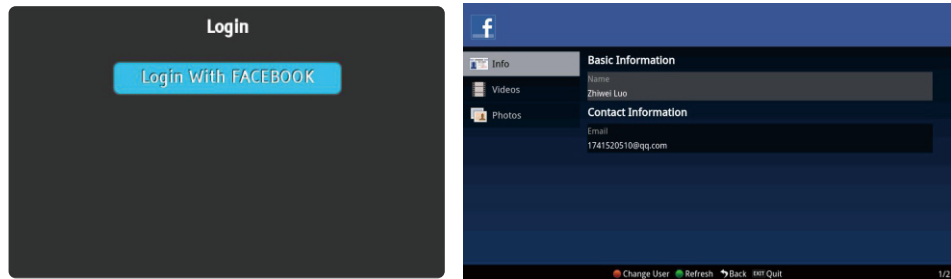 Login
Login With FACEBOOK
f
Info
Videos
Photos
Basic Information
Name
Zhiwei Luo
Contact Information
Email
1741520510@qq.com
Change User Refresh Back EXIT Quit
1/2